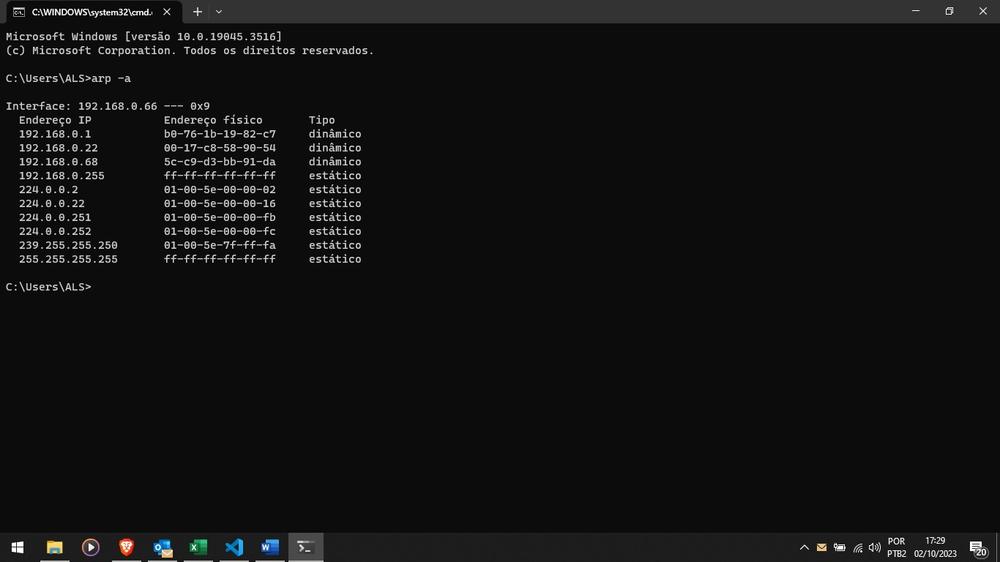 C:\WINDOWS\system32\cmd.
Microsoft Windows [versão 10.0.19045.3516]
(c) Microsoft Corporation. Todos os direitos reservados.
C:\Users\ALS>arp -a
Interface: 192.168.0.66 --- 0x9
Endereço IP Endereço físico Tipo
192.168.0.1 b0-76-1b-19-82-c7 dinâmico
192.168.0.22 00-17-c8-58-90-54 dinâmico
192.168.0.68 5c-c9-d3-bb-91-da dinâmico
192.168.0.255 ff-ff-ff-ff-ff-ff estático
224.0.0.2 01-00-5e-00-00-02 estático
224.0.0.22 01-00-5e-00-00-16 estático
224.0.0.251 01-00-5e-00-00-fb estático
224.0.0.252 01-00-5e-00-00-fc estático
239.255.255.250 01-00-5e-7f-ff-fa estático
255.255.255.255 ff-ff-ff-ff-ff-ff estático
C:\Users\ALS>
POR 17:29
PTB2 02/10/2023 20